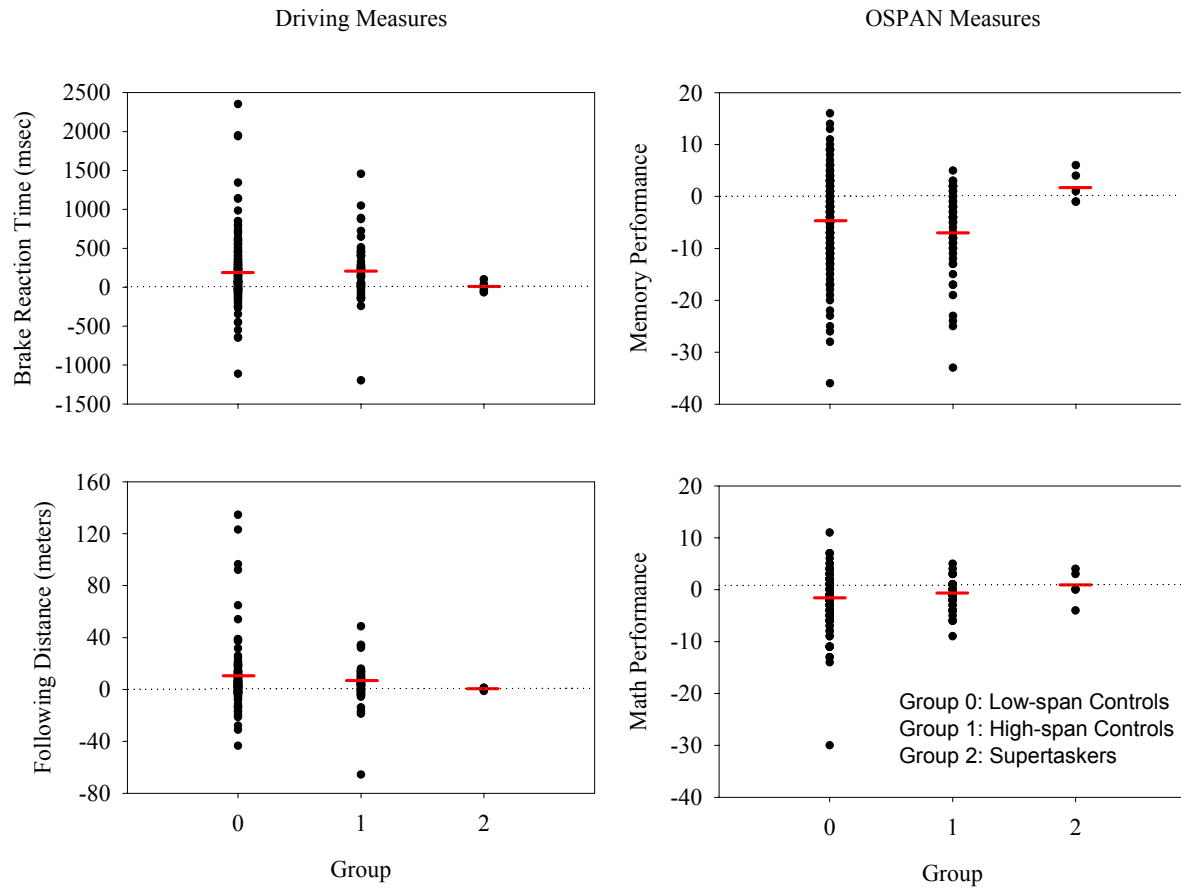 Driving Measures
OSPAN Measures
Brake Reaction Time (msec)
2500
2000
1500
1000
500
0
-500
-1000
-1500
Memory Performance
20
10
0
-10
-20
-30
-40
Following Distance (meters)
160
120
80
40
0
-40
-80
0 1 2
Group
Math Performance
20
10
0
-10
-20
-30
-40
Group 0: Low-span Controls
Group 1: High-span Controls
Group 2: Supertaskers
0 1 2
Group